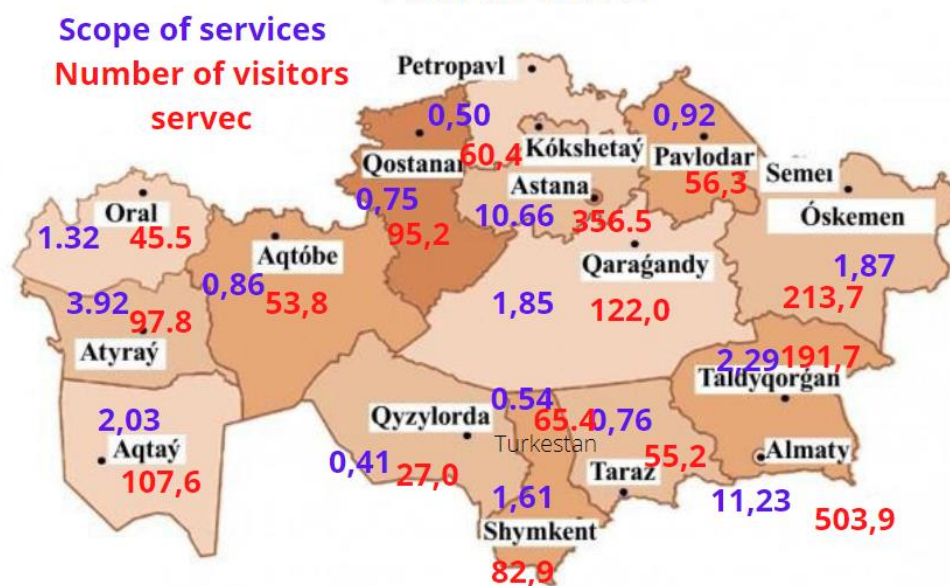 Scope of services
Number of visitors
servec
Petropavl
0,50
60,4
Kókshetaý
0,92
Pavlodar
56,3
Semeı
Óskemen
1,87
213,7
Qostanaı
0,75
95,2
Astana
10.66
356.5
Oral
1.32
45.5
Aqtóbe
0,86
53,8
Qaraǵandy
1,85
122,0
3.92
97.8
Atyraý
2,03
Aqtaý
107,6
2,29
191,7
Taldyqorǵan
Qyzylorda
0,41
27,0
0.54
65.4
Turkestan
0,76
55,2
Taraz
Almaty
11,23
503,9
1,61
Shymkent
82,9